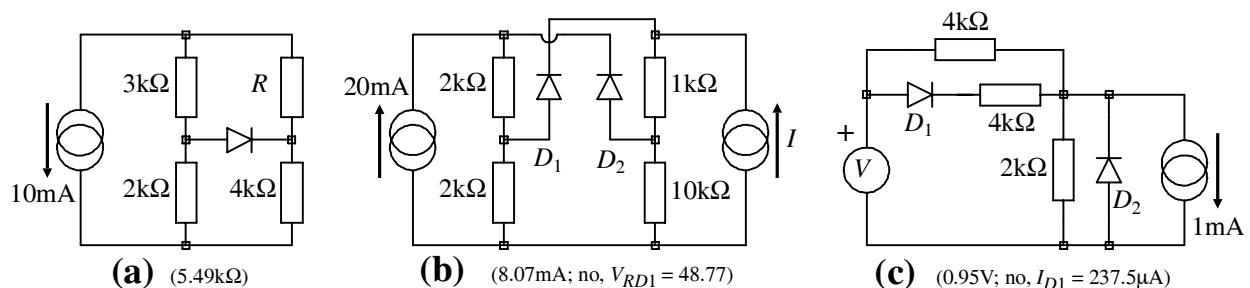 3kΩ
R
2kΩ
4kΩ
10mA
(a) (5.49kΩ)
20mA
2kΩ
1kΩ
D1
D2
I
2kΩ
10kΩ
(b) (8.07mA; no, VRD1 = 48.77)
4kΩ
D1
4kΩ
+
V
2kΩ
D2
1mA
(c) (0.95V; no, ID1 = 237.5µA)